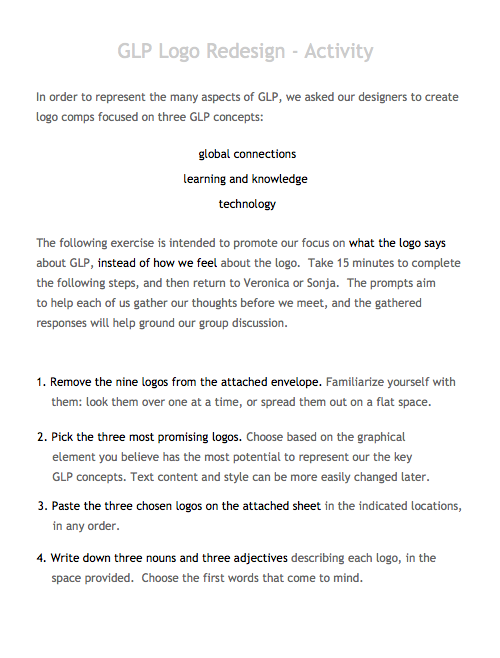 GLP Logo Redesign - Activity
In order to represent the many aspects of GLP, we asked our designers to create
logo comps focused on three GLP concepts:
global connections
learning and knowledge
technology
The following exercise is intended to promote our focus on what the logo says
about GLP, instead of how we feel about the logo.  Take 15 minutes to complete
the following steps, and then return to Veronica or Sonja.  The prompts aim
to help each of us gather our thoughts before we meet, and the gathered
responses will help ground our group discussion.
1. Remove the nine logos from the attached envelope. Familiarize yourself with
them: look them over one at a time, or spread them out on a flat space.
2. Pick the three most promising logos. Choose based on the graphical
element you believe has the most potential to represent our the key
GLP concepts. Text content and style can be more easily changed later.
3. Paste the three chosen logos on the attached sheet in the indicated locations,
in any order.
4. Write down three nouns and three adjectives describing each logo, in the
space provided.  Choose the first words that come to mind.